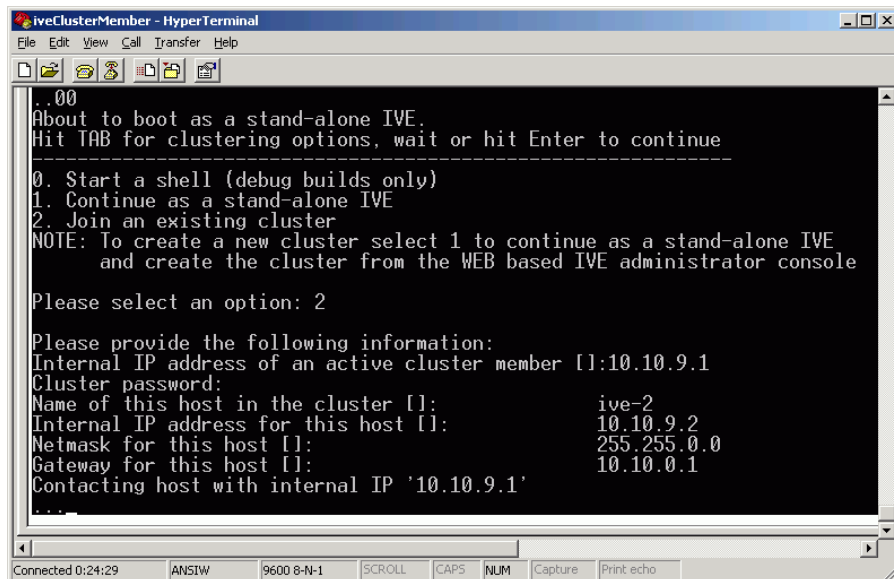 iveClusterMember - HyperTerminal
File Edit View Call Transfer Help
..00
About to boot as a stand-alone IVE.
Hit TAB for clustering options, wait or hit Enter to continue
--------------------------------------------------------------
0. Start a shell (debug builds only)
1. Continue as a stand-alone IVE
2. Join an existing cluster
NOTE: To create a new cluster select 1 to continue as a stand-alone IVE
and create the cluster from the WEB based IVE administrator console
Please select an option: 2
Please provide the following information:
Internal IP address of an active cluster member []:10.10.9.1
Cluster password:
Name of this host in the cluster []: ive-2
Internal IP address for this host []: 10.10.9.2
Netmask for this host []: 255.255.0.0
Gateway for this host []: 10.10.0.1
Contacting host with internal IP '10.10.9.1'
..._
Connected 0:24:29 ANSIW 9600 8-N-1 SCROLL CAPS NUM Capture Print echo